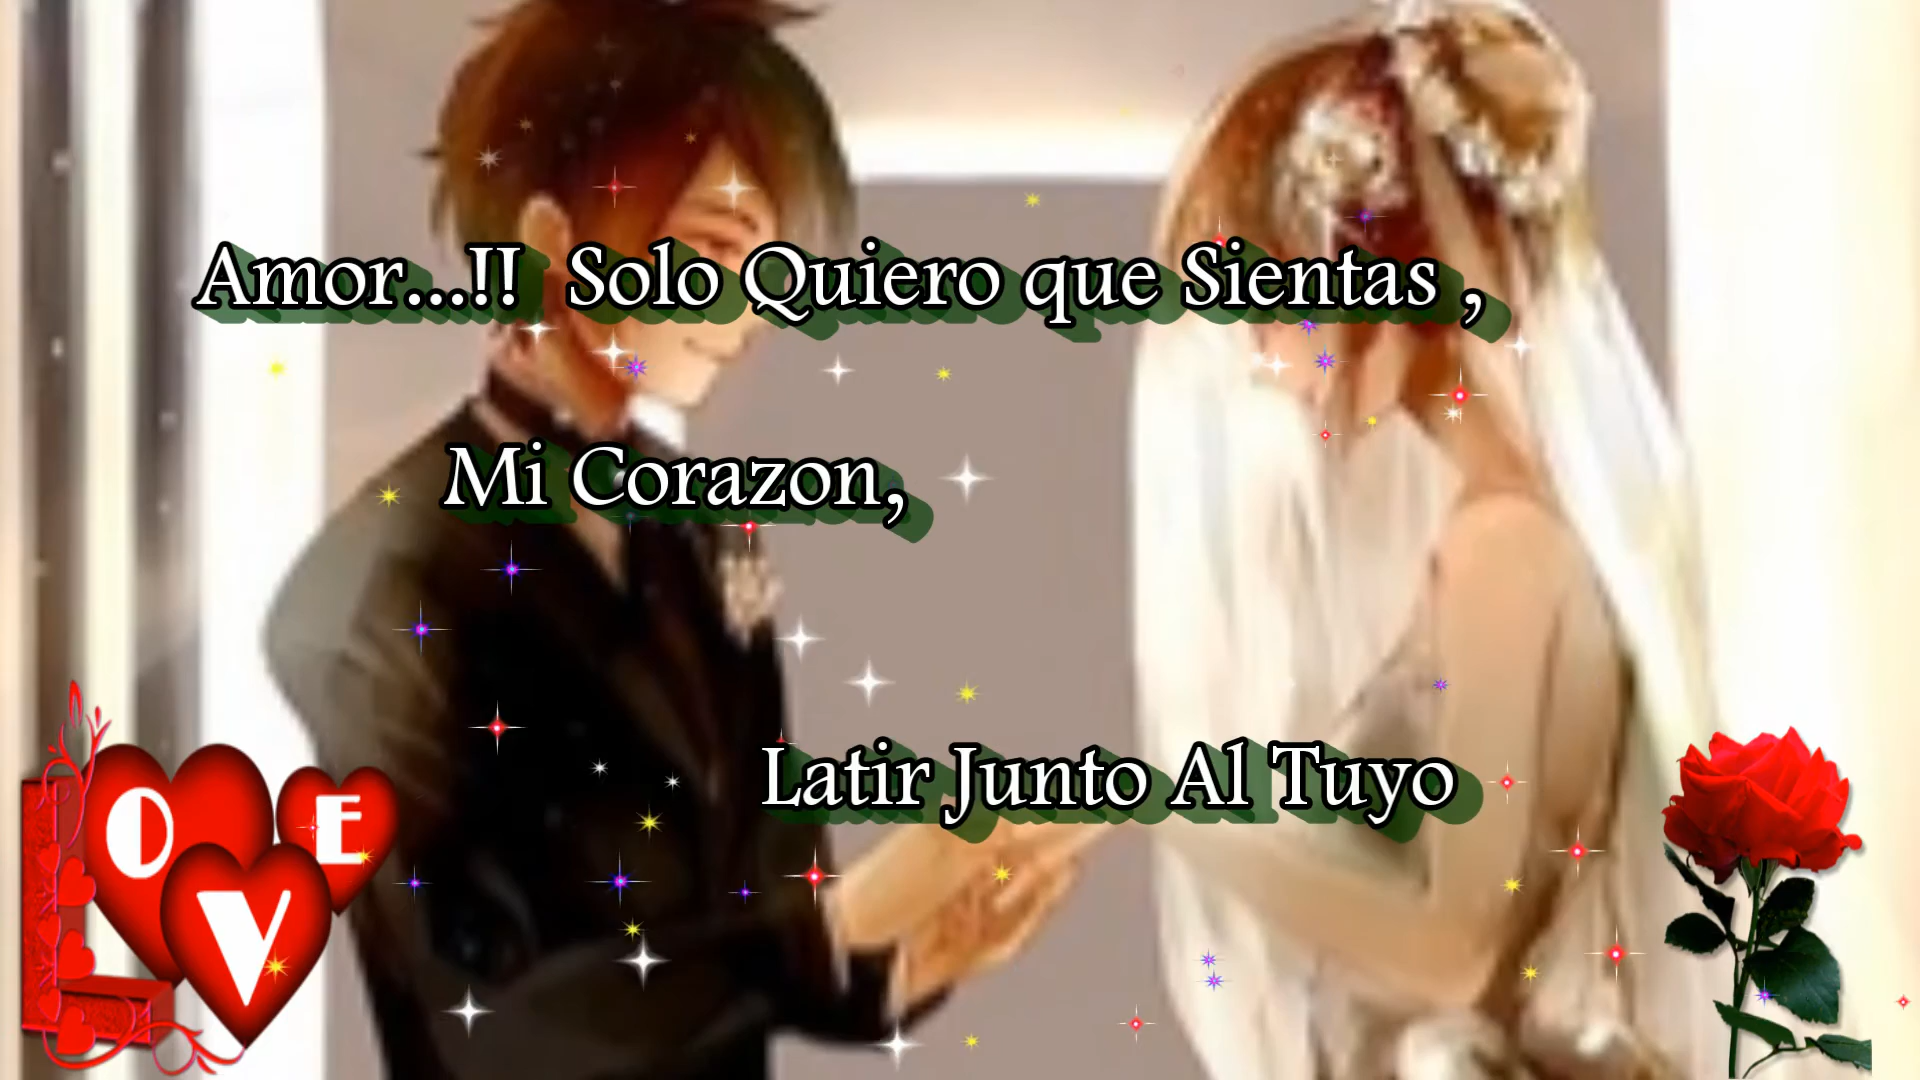 Amor...!! Solo Quiero que Sientas ,
Mi Corazon,
Latir Junto Al Tuyo
LOVE